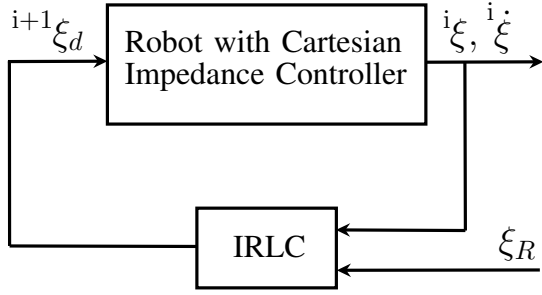 i+1ξd
Robot with Cartesian
Impedance Controller
iξ, iξ̇
IRLC
ξR